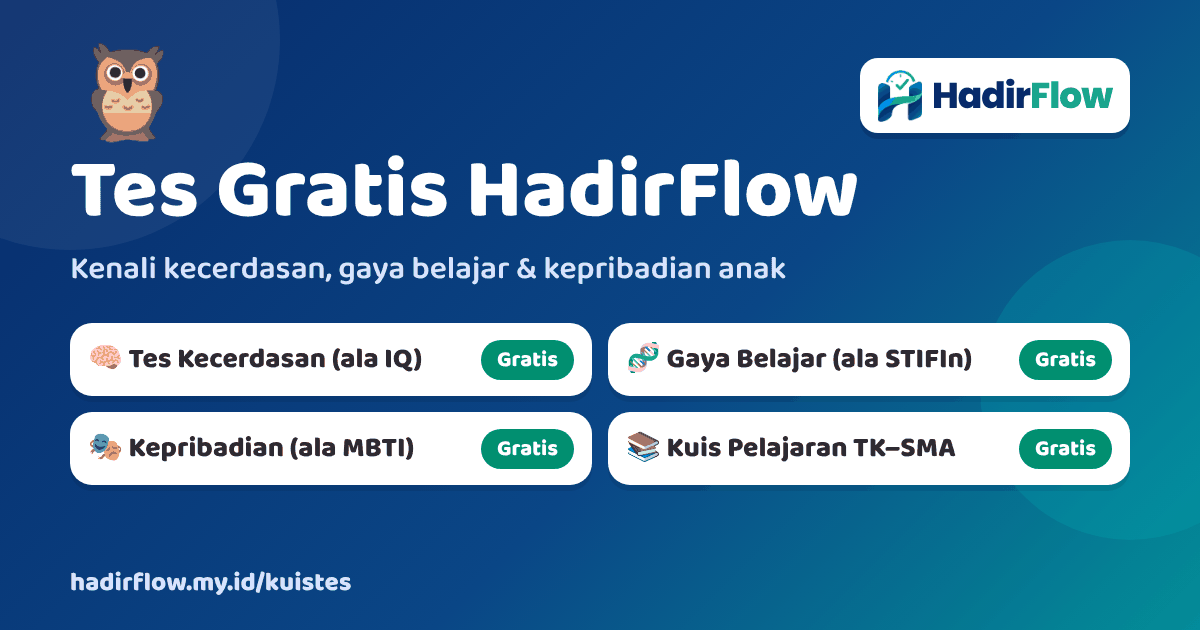 HadirFlow
Tes Gratis HadirFlow
Kenali kecerdasan, gaya belajar & kepribadian anak
Tes Kecerdasan (ala IQ) Gratis
Gaya Belajar (ala STIFIn) Gratis
Kepribadian (ala MBTI) Gratis
Kuis Pelajaran TK–SMA Gratis
hadirflow.my.id/kuistes